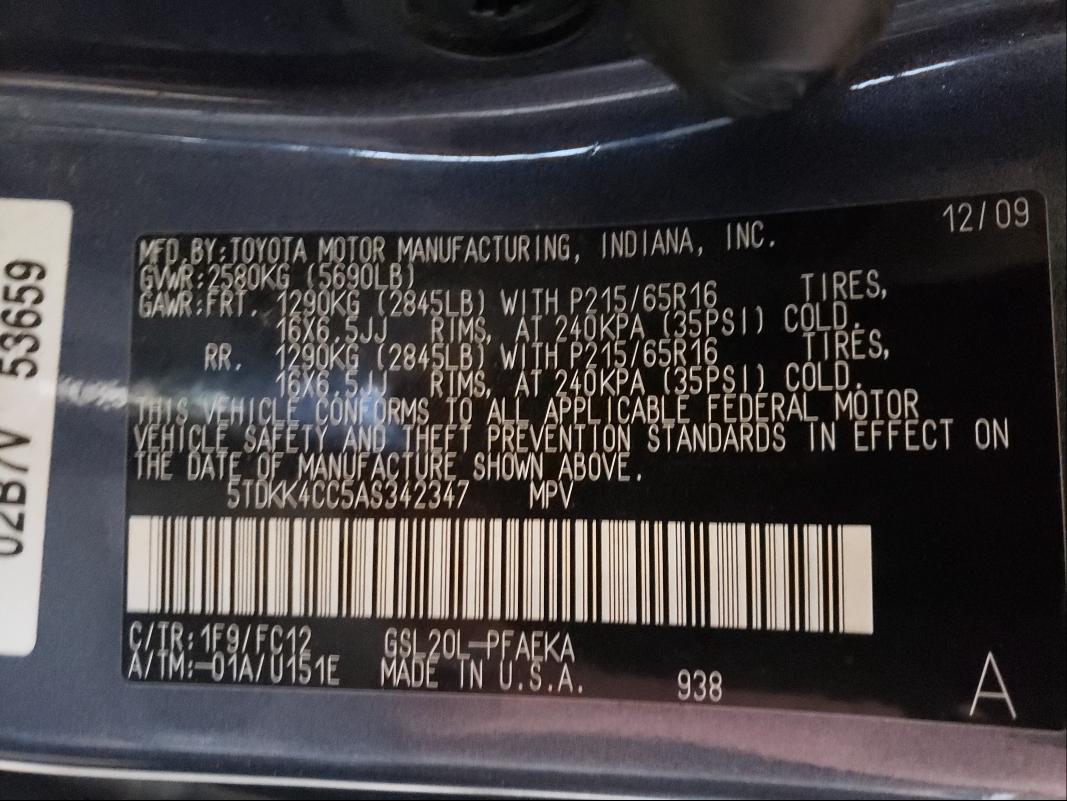 12/09
MFD.BY:TOYOTA MOTOR MANUFACTURING, INDIANA, INC.
GVWR:2580KG (5690LB)
GAWR:FRT. 1290KG (2845LB) WITH P215/65R16 TIRES,
16X6.5JJ RIMS, AT 240KPA (35PSI) COLD.
RR. 1290KG (2845LB) WITH P215/65R16 TIRES,
16X6.5JJ RIMS, AT 240KPA (35PSI) COLD.
THIS VEHICLE CONFORMS TO ALL APPLICABLE FEDERAL MOTOR
VEHICLE SAFETY AND THEFT PREVENTION STANDARDS IN EFFECT ON
THE DATE OF MANUFACTURE SHOWN ABOVE.
5TDKK4CC5AS342347 MPV
C/TR:1F9/FC12 GSL20L-PFAEKA
A/TM:-01A/U151E MADE IN U.S.A. 938
A
02B7V 53659